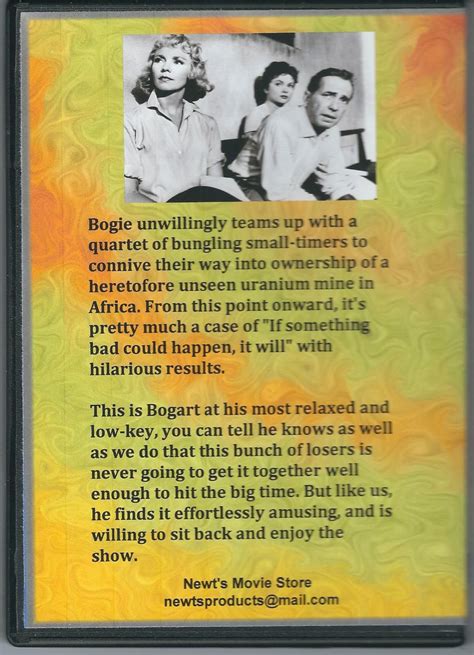 Bogie unwillingly teams up with a
quartet of bungling small-timers to
connive their way into ownership of a
heretofore unseen uranium mine in
Africa. From this point onward, it's
pretty much a case of "If something
bad could happen, it will" with
hilarious results.
This is Bogart at his most relaxed and
low-key, you can tell he knows as well
as we do that this bunch of losers is
never going to get it together well
enough to hit the big time. But like us,
he finds it effortlessly amusing, and is
willing to sit back and enjoy the
show.
Newt's Movie Store
newtsproducts@mail.com